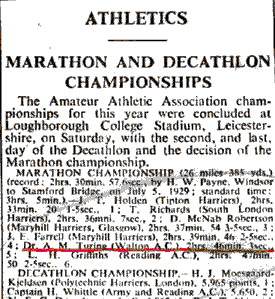 ATHLETICS
MARATHON AND DECATHLON
CHAMPIONSHIPS
The Amateur Athletic Association cham-
pionships for this year were concluded at
Loughborough College Stadium, Leicester-
shire, on Saturday, with the second, and last,
day of the Decathlon and the decision of the
Marathon championship.
MARATHON CHAMPIONSHIP (26 miles 385 yds.)
(record: 2hrs. 30min. 57.6sec., by H. W. Payne, Windsor
to Stamford Bridge, on July 5, 1929; standard time:
3hrs. 5min.).—J. T. Holden (Tipton Harriers), 2hrs.
33min. 20 1-5sec., 1; T. Richards (South London
Harriers), 2hrs. 36min. 7sec., 2; D. McNab Robertson
(Maryhill Harriers, Glasgow), 2hrs. 37min. 54 3-5sec., 3;
J. E. Farrell (Maryhill Harriers), 2hrs. 39min. 46 2-5sec.,
4; Dr. A. M. Turing (Walton A.C.), 2hrs. 46min. 3sec.,
5; L. H. Griffiths (Reading A.C.), 2hrs. 47min.
50 2-5sec., 6.
DECATHLON CHAMPIONSHIP.—H. J. Moesgaard-
Kjeldsen (Polytechnic Harriers, London), 5,965 points, 1;
Captain H. Whittle (Army and Reading A.C.), 5,650, 2;